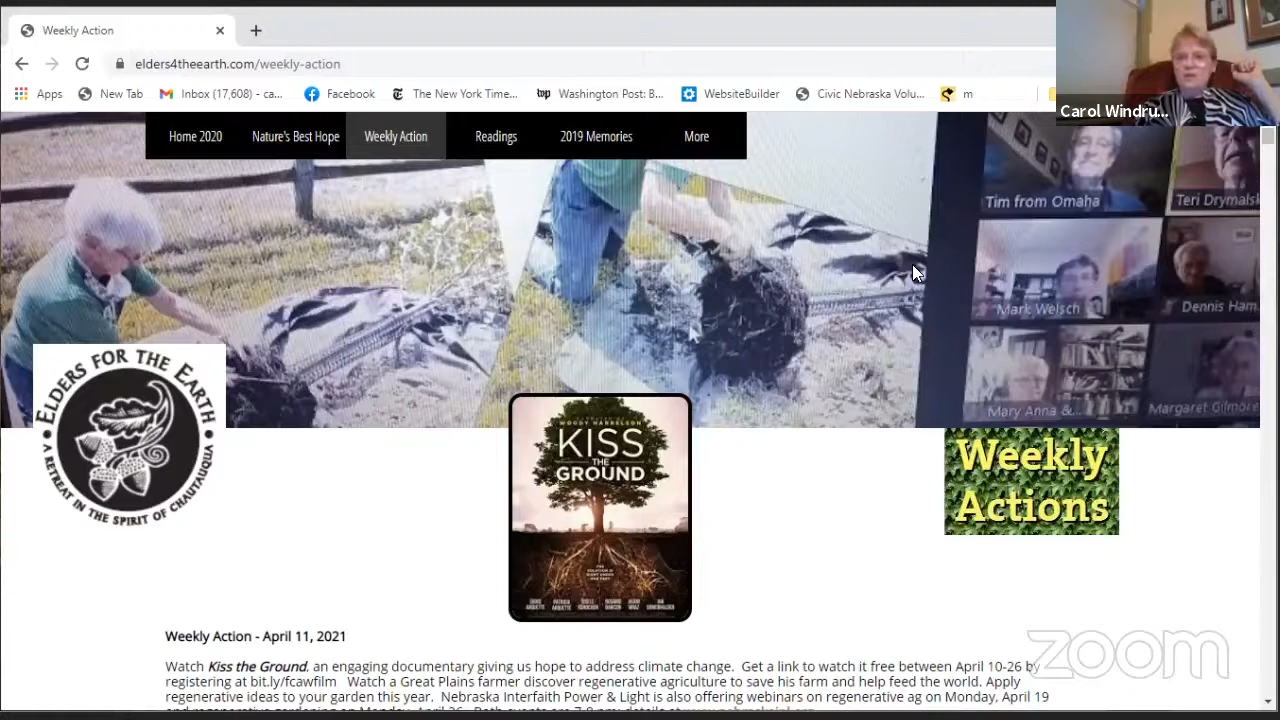 Weekly Action
elders4theearth.com/weekly-action
Apps New Tab Inbox (17,608) - ca... Facebook The New York Time... wp Washington Post: B... WebsiteBuilder Civic Nebraska Volu... m
Carol Windru...
Home 2020 Nature's Best Hope Weekly Action Readings 2019 Memories More
Tim from Omaha Teri Drymalsk
Mark Welsch Dennis Ham
Mary Anna &... Margaret Gilmore
ELDERS FOR THE EARTH
A RETREAT IN THE SPIRIT OF CHAUTAUQUA
WOODY HARRELSON
KISS
THE
GROUND
Weekly
Actions
Weekly Action - April 11, 2021
Watch Kiss the Ground, an engaging documentary giving us hope to address climate change. Get a link to watch it free between April 10-26 by
registering at bit.ly/fcawfilm Watch a Great Plains farmer discover regenerative agriculture to save his farm and help feed the world. Apply
regenerative ideas to your garden this year. Nebraska Interfaith Power & Light is also offering webinars on regenerative ag on Monday, April 19
zoom